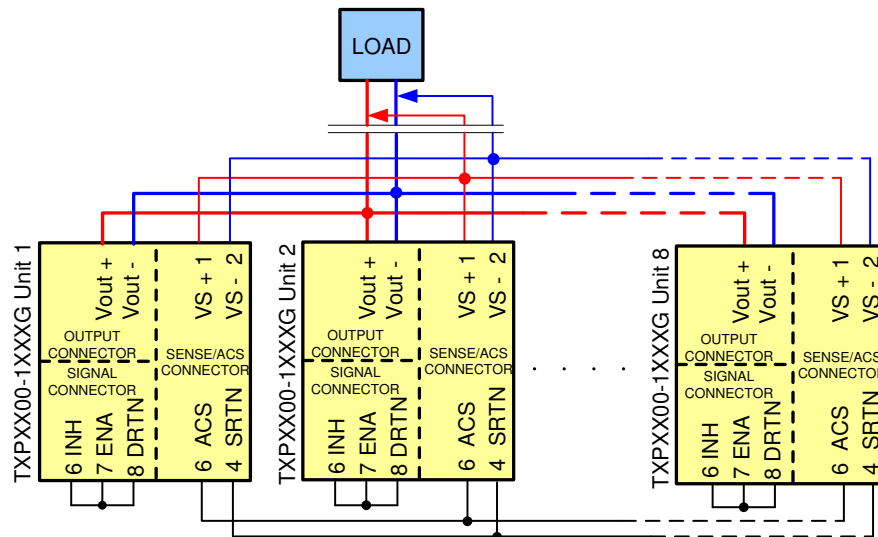 LOAD
TXPXX00-1XXXG Unit 1
Vout +
Vout -
VS + 1
VS - 2
OUTPUT
CONNECTOR
SIGNAL
CONNECTOR
SENSE/ACS
CONNECTOR
6 INH
7 ENA
8 DRTN
6 ACS
4 SRTN
TXPXX00-1XXXG Unit 2
Vout +
Vout -
VS + 1
VS - 2
OUTPUT
CONNECTOR
SIGNAL
CONNECTOR
SENSE/ACS
CONNECTOR
6 INH
7 ENA
8 DRTN
6 ACS
4 SRTN
. . . . . .
TXPXX00-1XXXG Unit 8
Vout +
Vout -
VS + 1
VS - 2
OUTPUT
CONNECTOR
SIGNAL
CONNECTOR
SENSE/ACS
CONNECTOR
6 INH
7 ENA
8 DRTN
6 ACS
4 SRTN